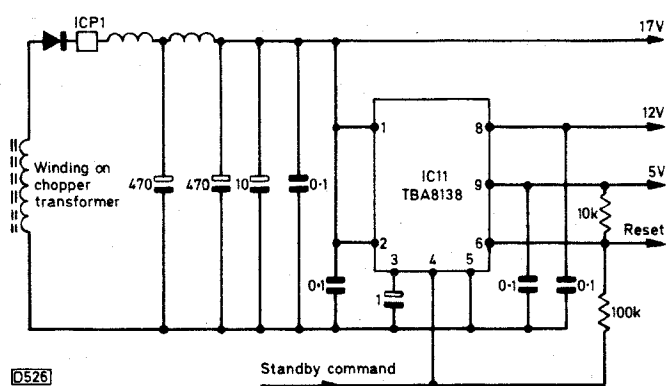 ICP1
17V
12V
5V
Winding on
chopper
transformer
470
470
10
0·1
1
8
IC11
TBA8138
9
10k
2
6
Reset
3
4
5
0·1
1
0·1
0·1
100k
Standby command
D526